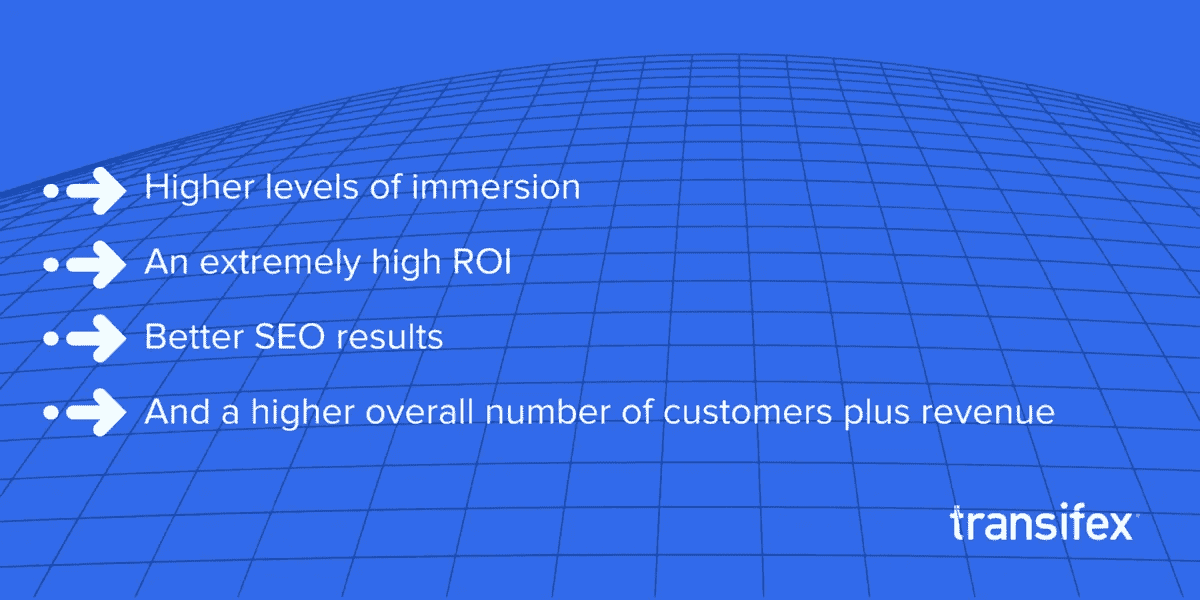 Higher levels of immersion
An extremely high ROI
Better SEO results
And a higher overall number of customers plus revenue
transifex